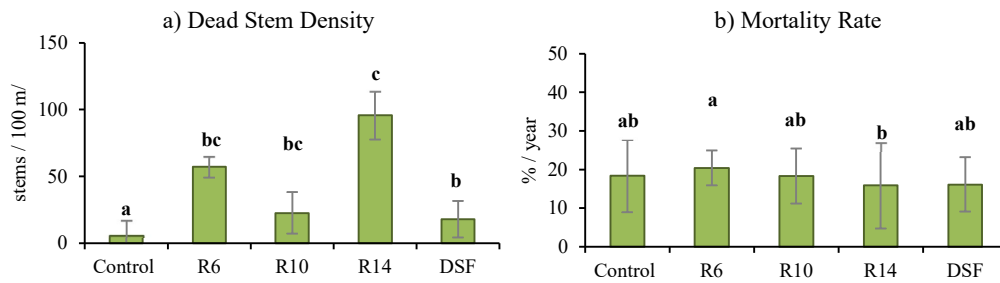 a) Dead Stem Density
150
100
50
0
stems / 100 m/
a
bc
bc
c
b
Control R6 R10 R14 DSF
b) Mortality Rate
50
40
30
20
10
0
% / year
ab
a
ab
b
ab
Control R6 R10 R14 DSF